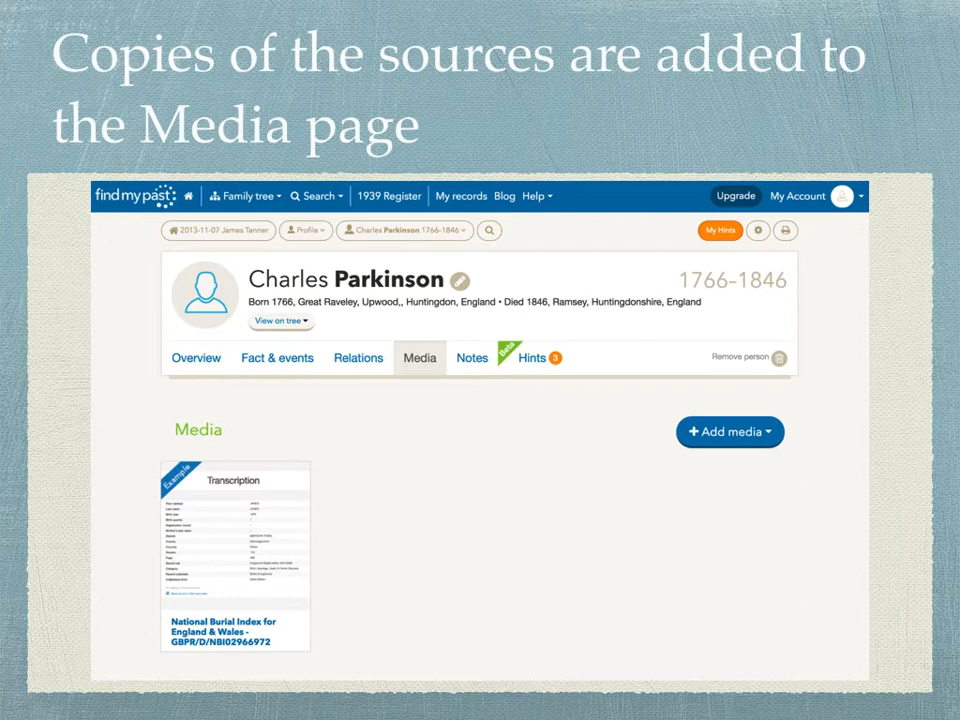 Copies of the sources are added to
the Media page
findmypast Family tree Search 1939 Register My records Blog Help Upgrade My Account
2013-11-07 James Tanner Profile Charles Parkinson 1766-1846 My Hints
Charles Parkinson 1766-1846
Born 1766, Great Raveley, Upwood,, Huntingdon, England • Died 1846, Ramsey, Huntingdonshire, England
View on tree
Overview Fact & events Relations Media Notes Beta Hints 3 Remove person
Media + Add media
Example
Transcription
National Burial Index for
England & Wales -
GBPR/D/NBI02966972